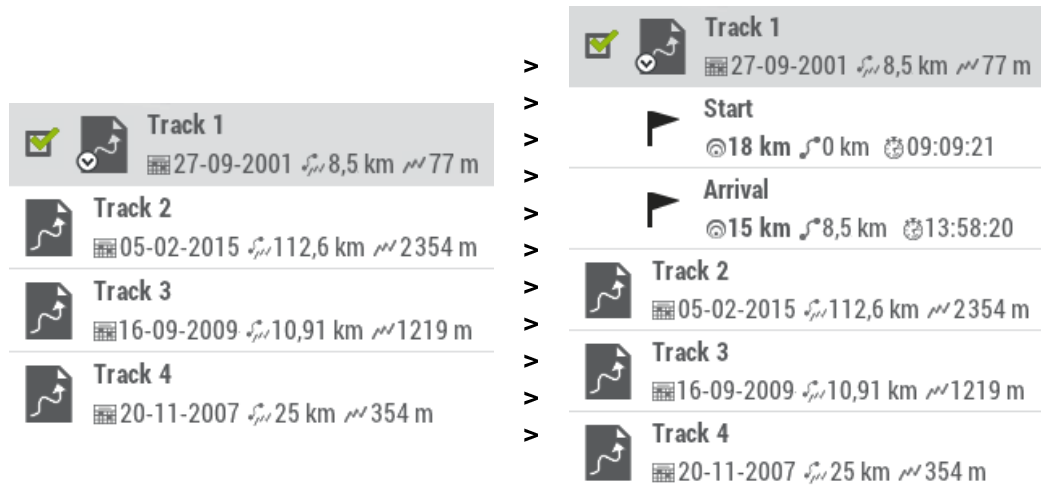 Track 1
27-09-2001 8,5 km 77 m
Track 2
05-02-2015 112,6 km 2354 m
Track 3
16-09-2009 10,91 km 1219 m
Track 4
20-11-2007 25 km 354 m
>
>
>
>
>
>
>
>
>
>
>
Track 1
27-09-2001 8,5 km 77 m
Start
18 km 0 km 09:09:21
Arrival
15 km 8,5 km 13:58:20
Track 2
05-02-2015 112,6 km 2354 m
Track 3
16-09-2009 10,91 km 1219 m
Track 4
20-11-2007 25 km 354 m